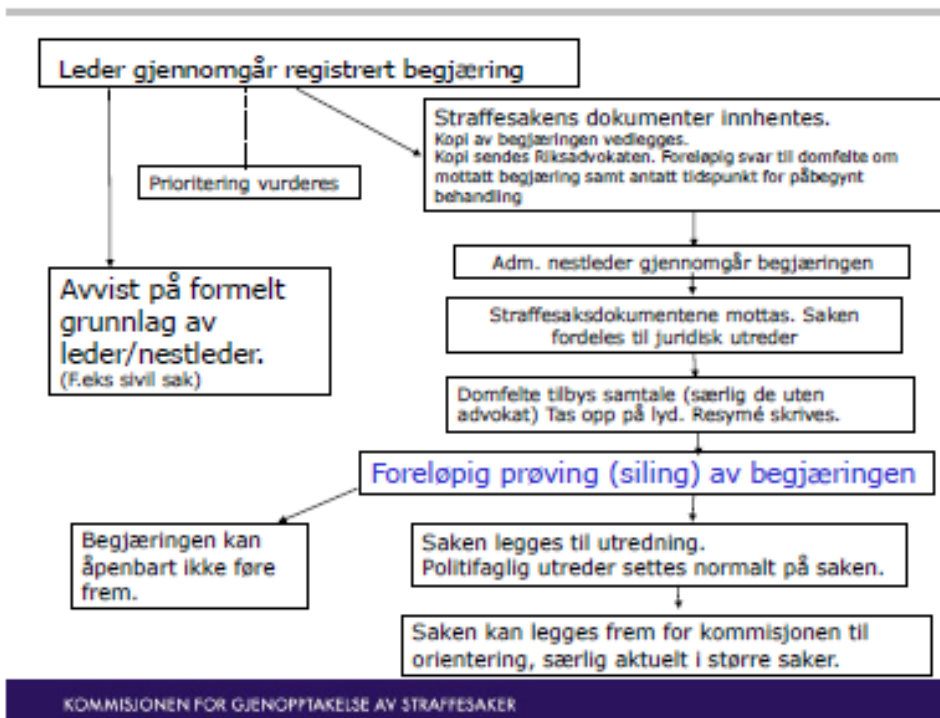 Leder gjennomgår registrert begjæring
Straffesakens dokumenter innhentes.
Kopi av begjæringen vedlegges.
Kopi sendes Riksadvokaten. Foreløpig svar til domfelte om
mottatt begjæring samt antatt tidspunkt for påbegynt
behandling
Prioritering vurderes
Adm. nestleder gjennomgår begjæringen
Avvist på formelt
grunnlag av
leder/nestleder.
(F.eks sivil sak)
Straffesaksdokumentene mottas. Saken
fordeles til juridisk utreder
Domfelte tilbys samtale (særlig de uten
advokat) Tas opp på lyd. Resymé skrives.
Foreløpig prøving (siling) av begjæringen
Begjæringen kan
åpenbart ikke føre
frem.
Saken legges til utredning.
Politifaglig utreder settes normalt på saken.
Saken kan legges frem for kommisjonen til
orientering, særlig aktuelt i større saker.
KOMMISJONEN FOR GJENOPPTAKELSE AV STRAFFESAKER